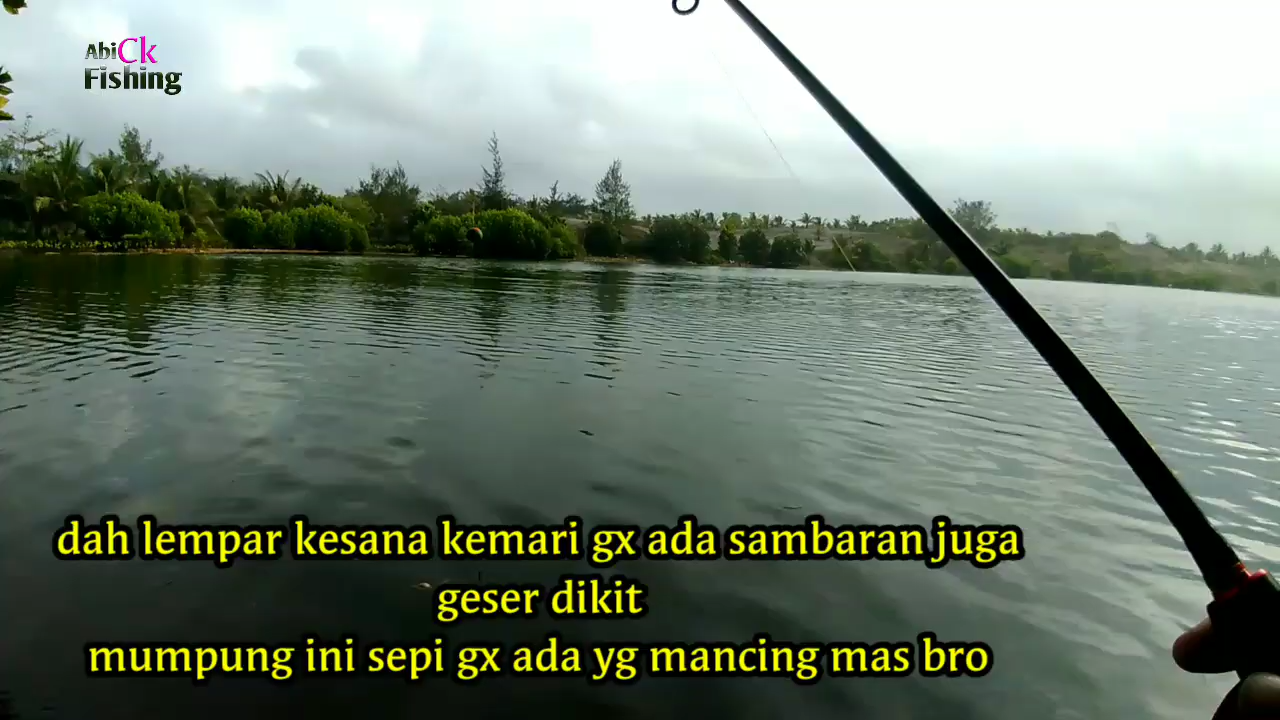 AbiCk
Fishing
dah lempar kesana kemari gx ada sambaran juga
geser dikit
mumpung ini sepi gx ada yg mancing mas bro